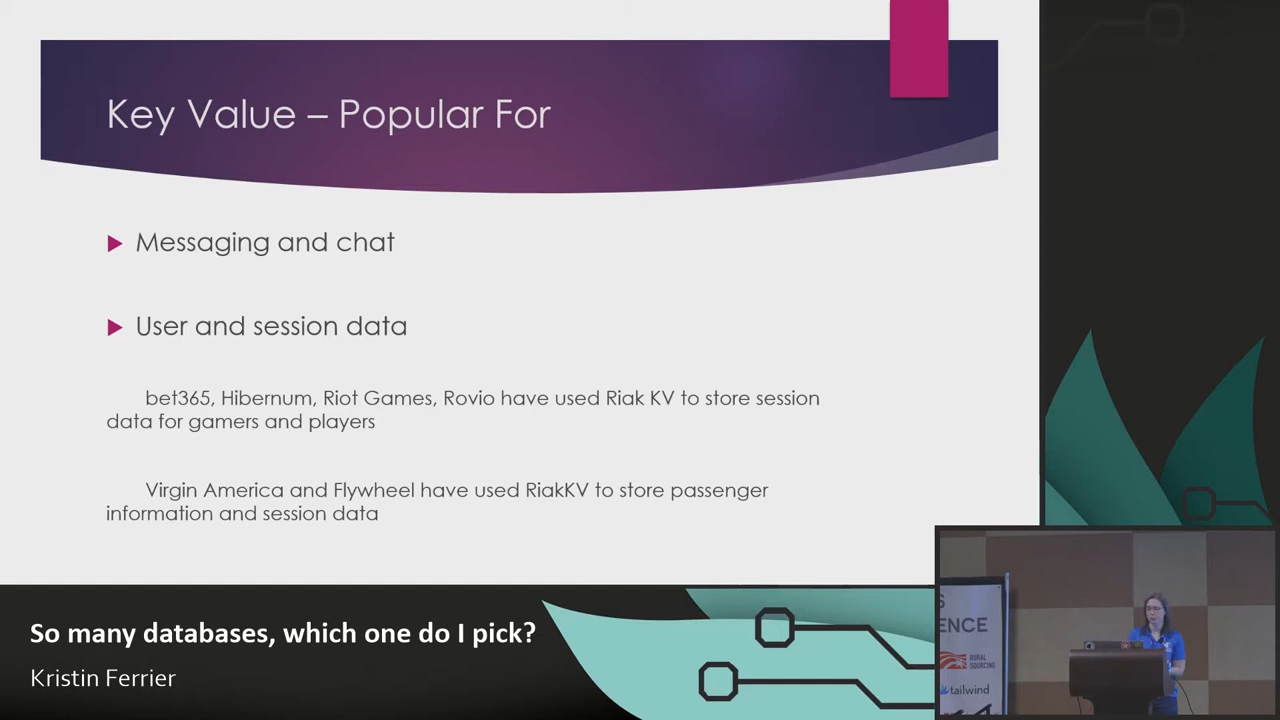 Key Value – Popular For
Messaging and chat
User and session data
bet365, Hibernum, Riot Games, Rovio have used Riak KV to store session
data for gamers and players
Virgin America and Flywheel have used RiakKV to store passenger
information and session data
So many databases, which one do I pick?
Kristin Ferrier
S
ENCE
RURAL
SOURCING
tailwind